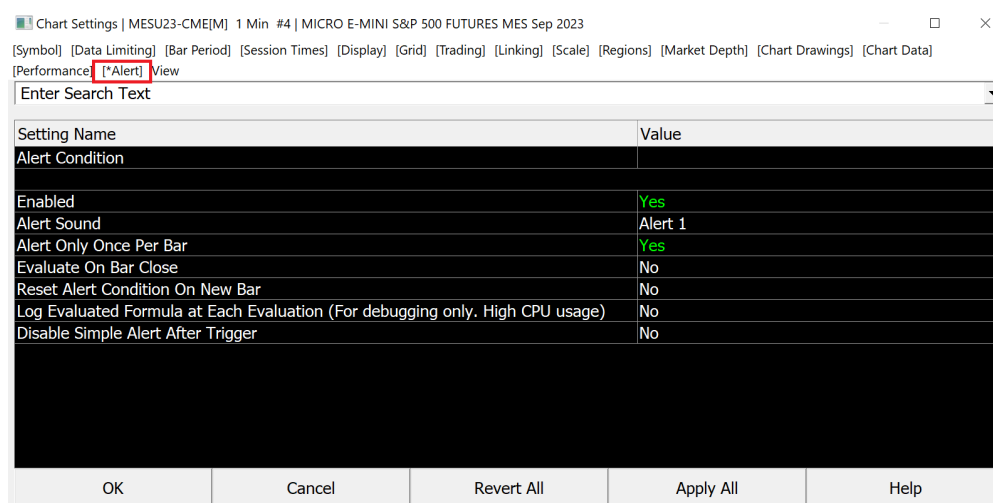 Chart Settings | MESU23-CME[M] 1 Min #4 | MICRO E-MINI S&P 500 FUTURES MES Sep 2023
[Symbol] [Data Limiting] [Bar Period] [Session Times] [Display] [Grid] [Trading] [Linking] [Scale] [Regions] [Market Depth] [Chart Drawings] [Chart Data]
[Performance] [*Alert] View
Enter Search Text
Setting Name Value
Alert Condition
Enabled Yes
Alert Sound Alert 1
Alert Only Once Per Bar Yes
Evaluate On Bar Close No
Reset Alert Condition On New Bar No
Log Evaluated Formula at Each Evaluation (For debugging only. High CPU usage) No
Disable Simple Alert After Trigger No
OK Cancel Revert All Apply All Help